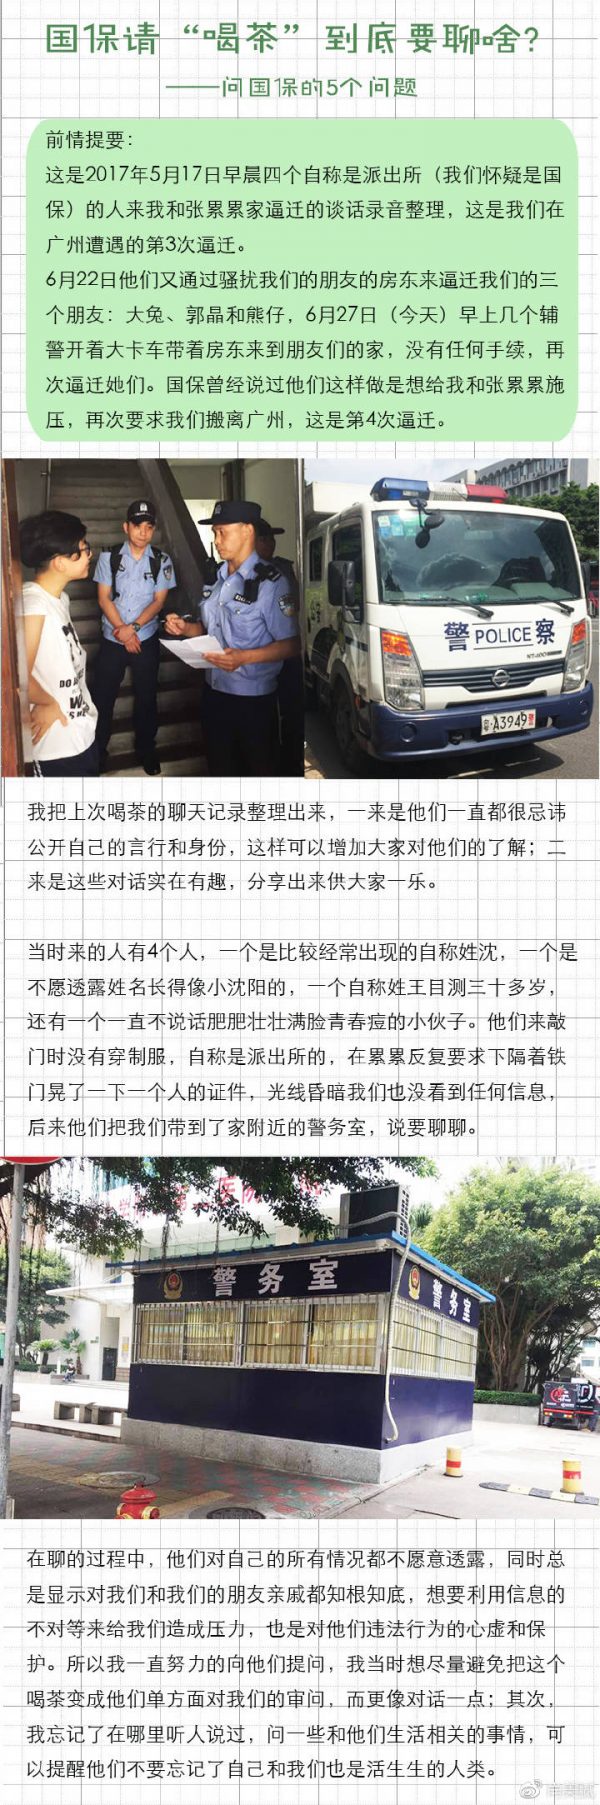 国保请“喝茶”到底要聊啥?
——问国保的5个问题
前情提要:
这是2017年5月17日早晨四个自称是派出所（我们怀疑是国
保）的人来我和张累累家逼迁的谈话录音整理，这是我们在
广州遭遇的第3次逼迁。
6月22日他们又通过骚扰我们的朋友的房东来逼迁我们的三
个朋友：大兔、郭晶和熊仔，6月27日（今天）早上几个辅
警开着大卡车带着房东来到朋友们的家，没有任何手续，再
次逼迁她们。国保曾经说过他们这样做是想给我和张累累施
压，再次要求我们搬离广州，这是第4次逼迁。
警 POLICE 察
粤·A3949警
我把上次喝茶的聊天记录整理出来，一来是他们一直都很忌讳
公开自己的言行和身份，这样可以增加大家对他们的了解；二
来是这些对话实在有趣，分享出来供大家一乐。
当时来的人有4个人，一个是比较经常出现的自称姓沈，一个是
不愿透露姓名长得像小沈阳的，一个自称姓王目测三十多岁，
还有一个一直不说话肥肥壮壮满脸青春痘的小伙子。他们来敲
门时没有穿制服，自称是派出所的，在累累反复要求下隔着铁
门晃了一下一个人的证件，光线昏暗我们也没看到任何信息，
后来他们把我们带到了家附近的警务室，说要聊聊。
警务室
警务室
在聊的过程中，他们对自己的所有情况都不愿意透露，同时总
是显示对我们和我们的朋友亲戚都知根知底，想要利用信息的
不对等来给我们造成压力，也是对他们违法行为的心虚和保
护。所以我一直努力的向他们提问，我当时想尽量避免把这个
喝茶变成他们单方面对我们的审问，而更像对话一点；其次，
我忘记了在哪里听人说过，问一些和他们生活相关的事情，可
以提醒他们不要忘记了自己和我们也是活生生的人类。